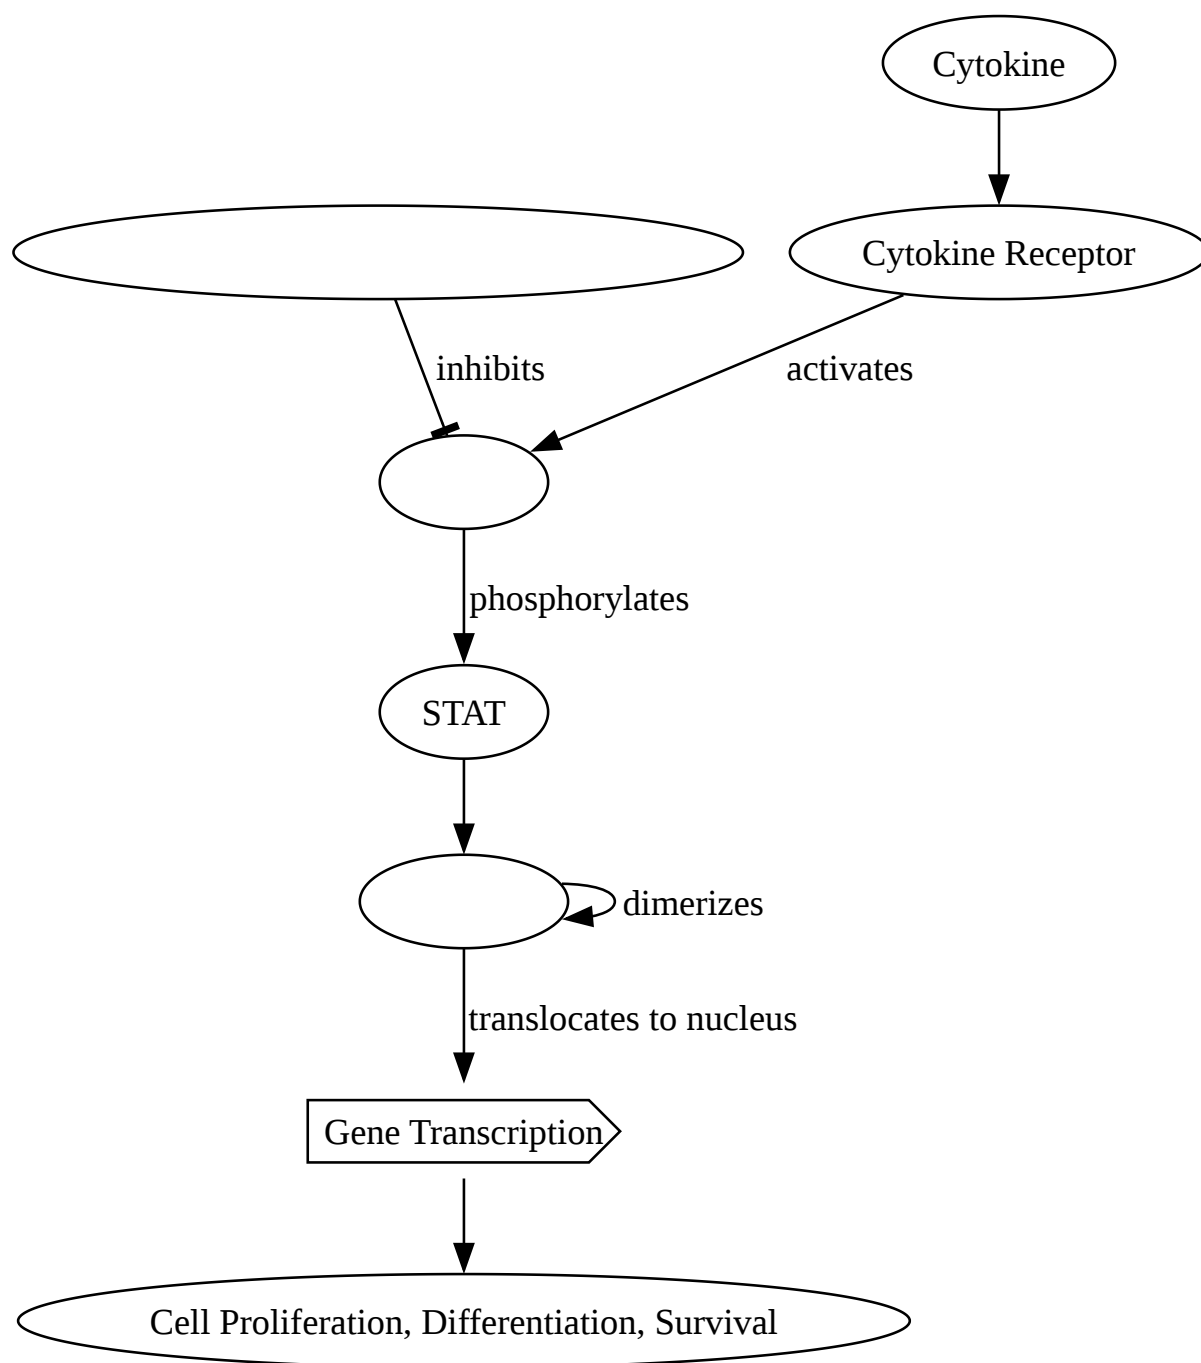 Cytokine
Cytokine Receptor
inhibits
activates
phosphorylates
STAT
dimerizes
translocates to nucleus
Gene Transcription
Cell Proliferation, Differentiation, Survival